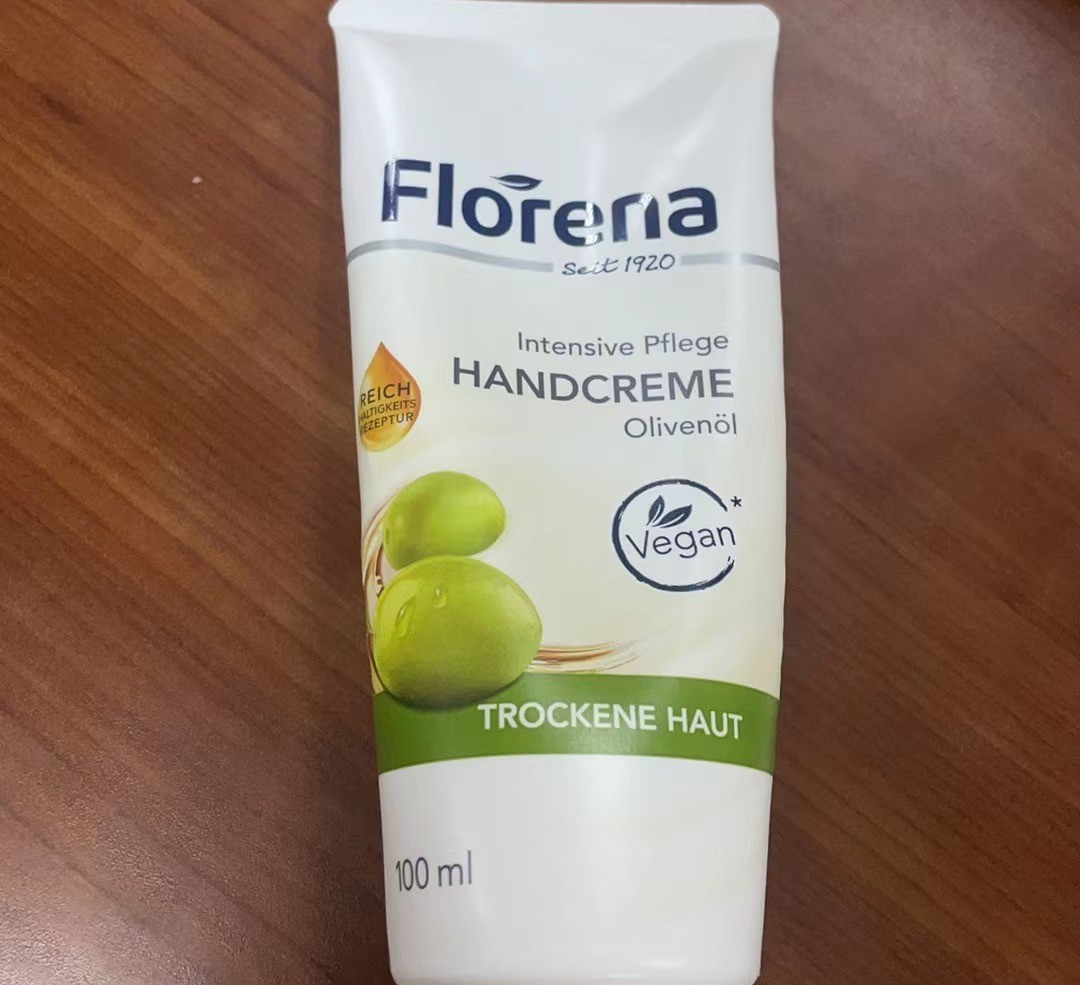 Florena
Seit 1920
Intensive Pflege
HANDCREME
Olivenöl
REICH
HALTIGKEITS
REZEPTUR
Vegan*
TROCKENE HAUT
100 ml